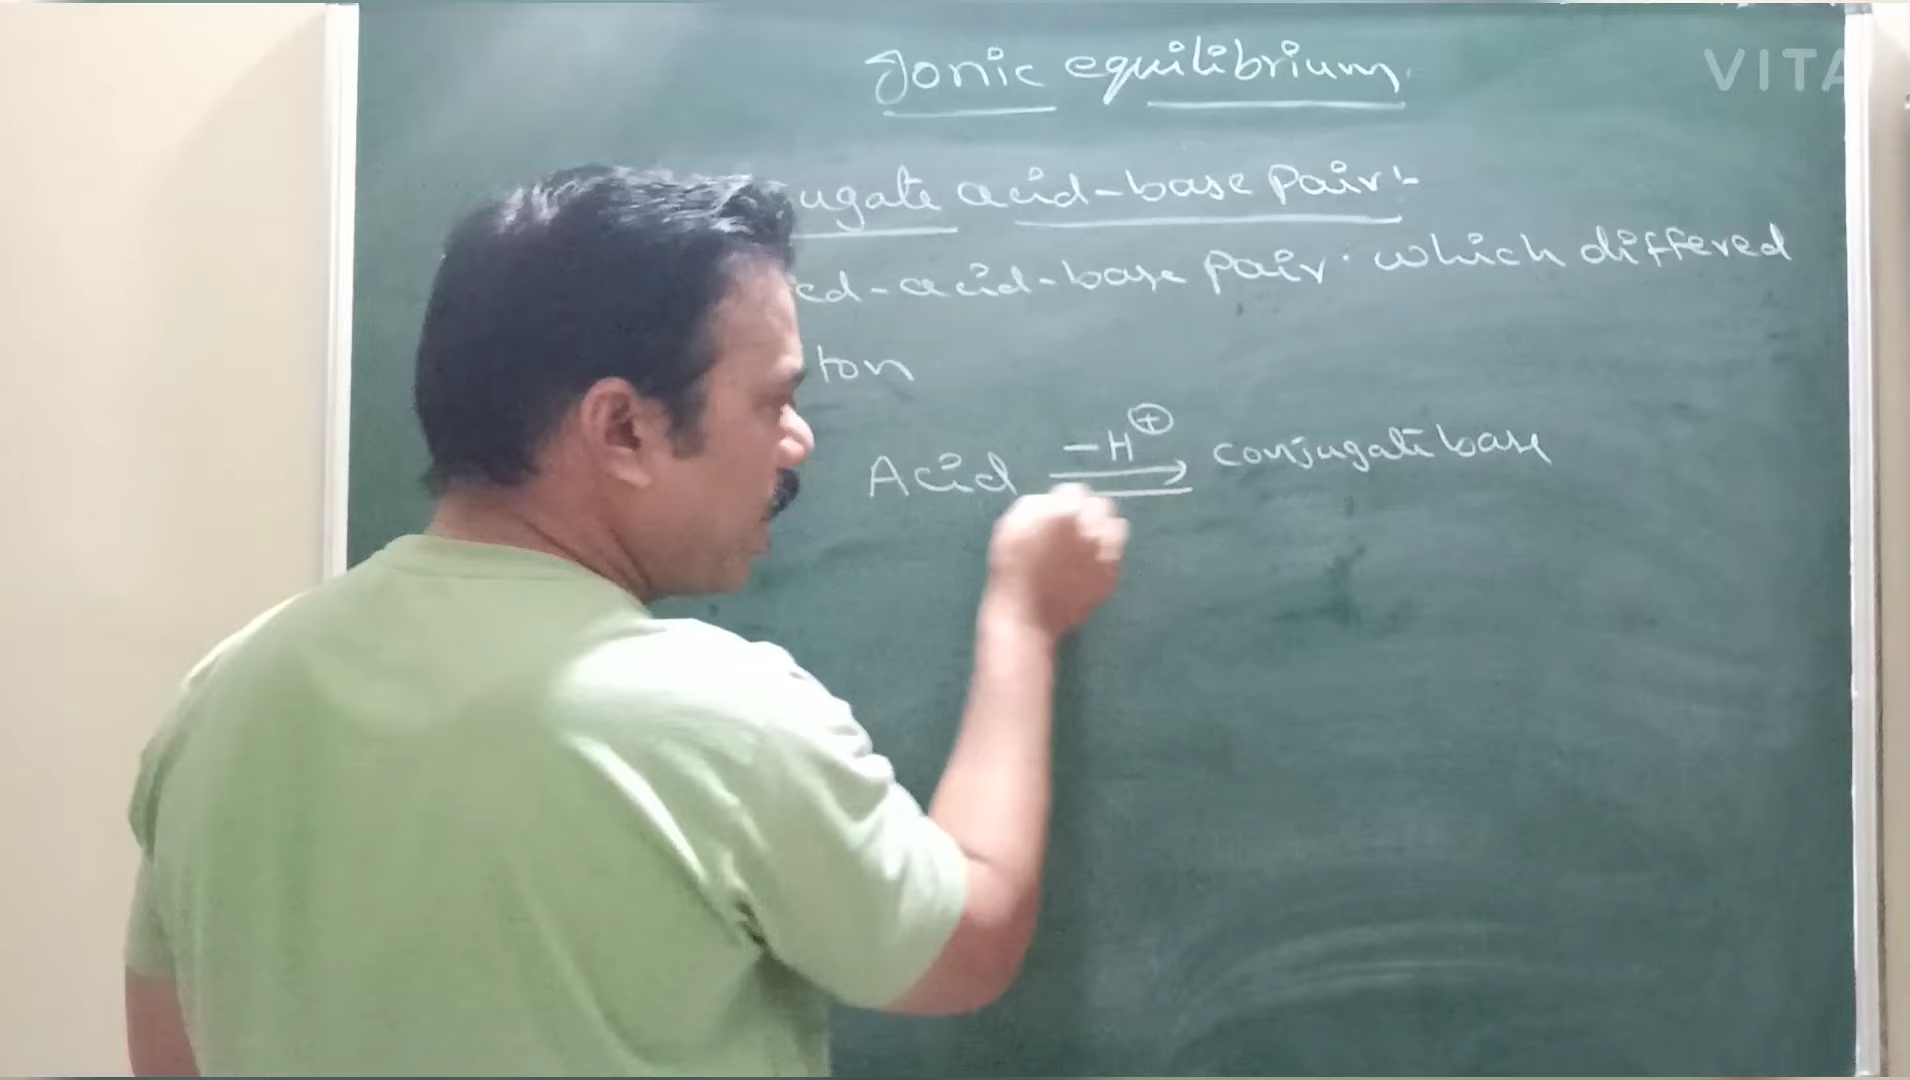 VITA
Ionic equilibrium
ugate acid-base pair:-
ed-acid-base pair. which differed
ton
Acid -H⊕ ⇌ conjugate base